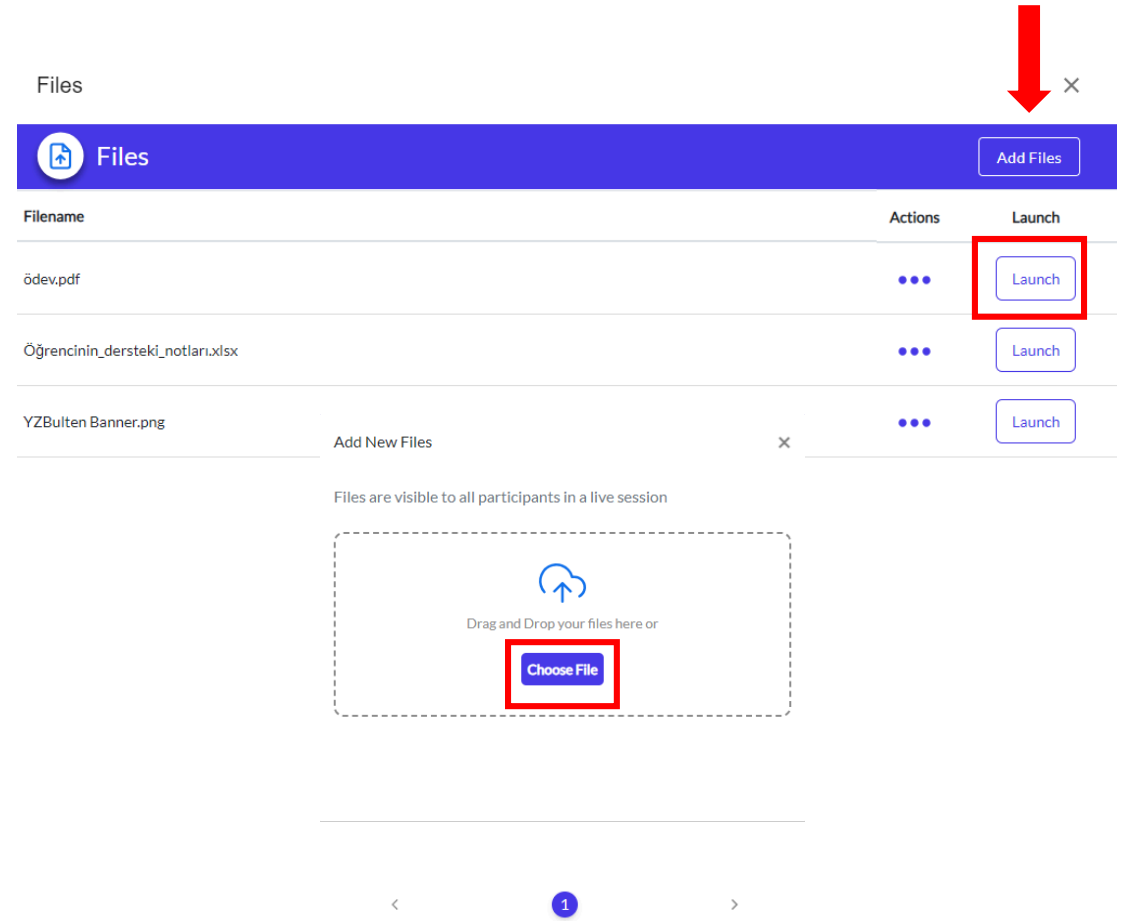 Files
Files
Add Files
Filename Actions Launch
ödev.pdf Launch
Öğrencinin_dersteki_notları.xlsx Launch
YZBulten Banner.png Launch
Add New Files
Files are visible to all participants in a live session
Drag and Drop your files here or
Choose File
1